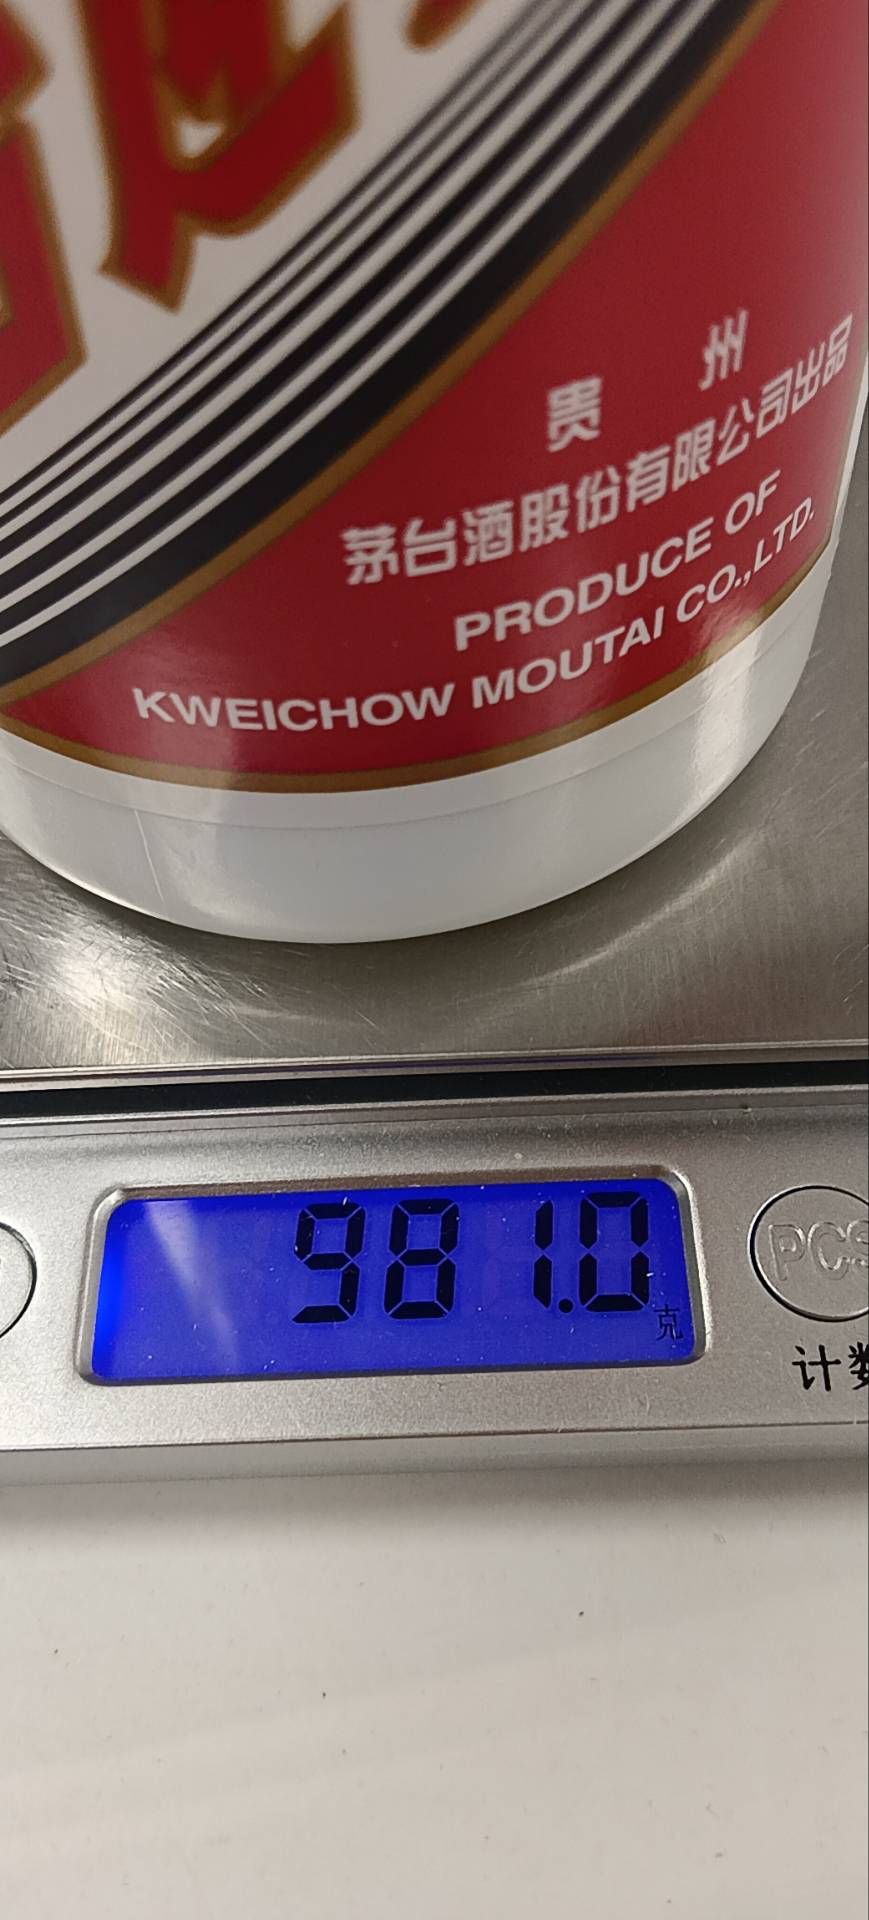 贵州
茅台酒股份有限公司出品
PRODUCE OF
KWEICHOW MOUTAI CO.,LTD.
981.0
克
PCS
计数